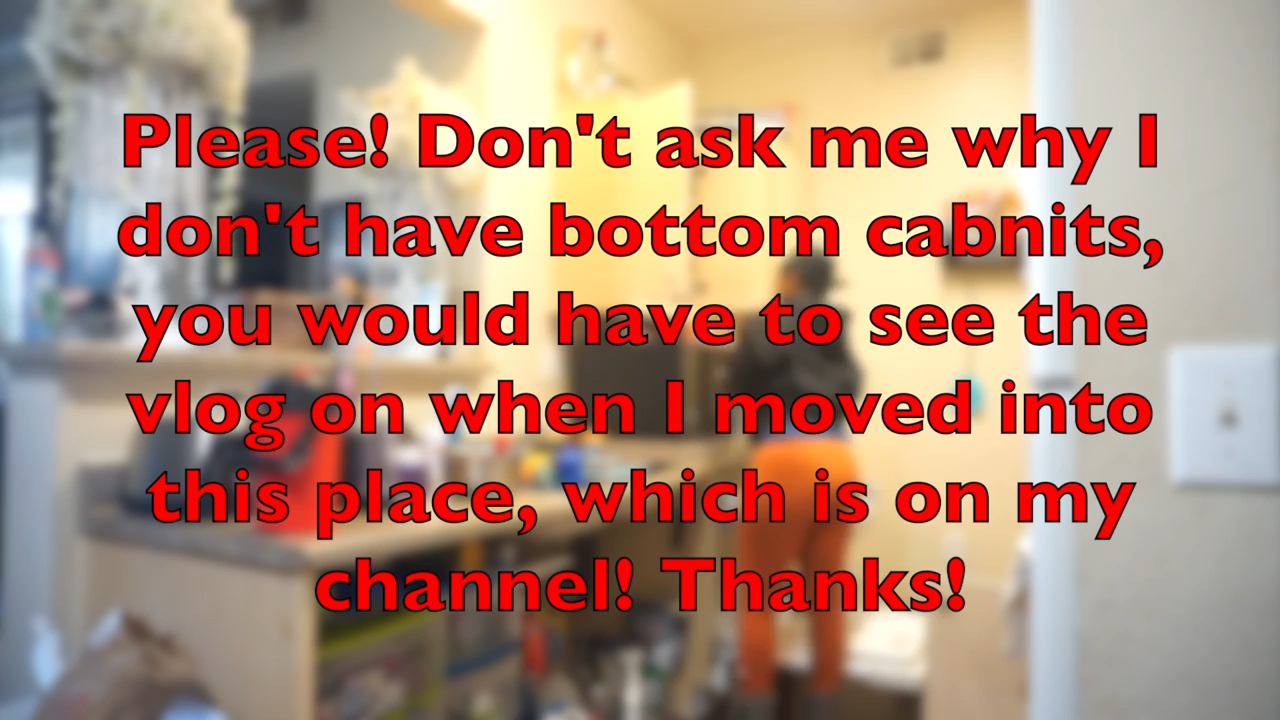 Please! Don't ask me why I
don't have bottom cabnits,
you would have to see the
vlog on when I moved into
this place, which is on my
channel! Thanks!